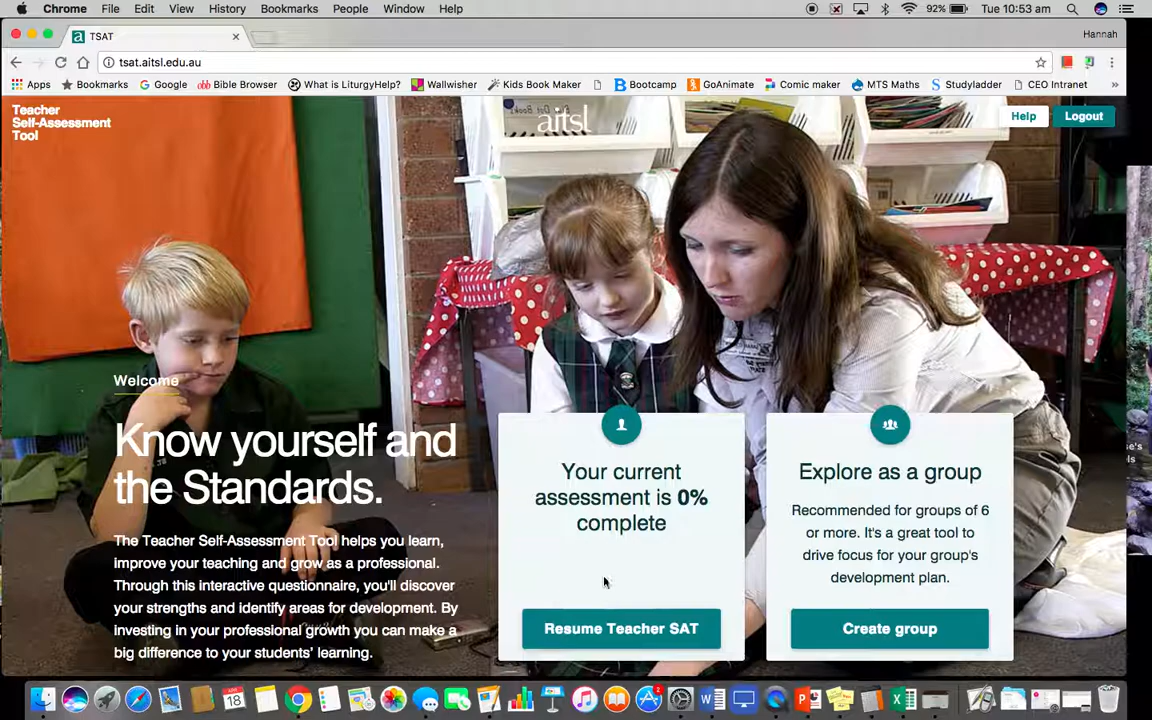 Chrome File Edit View History Bookmarks People Window Help 92% Tue 10:53 am
TSAT Hannah
tsat.aitsl.edu.au
Apps Bookmarks Google Bible Browser What is LiturgyHelp? Wallwisher Kids Book Maker Bootcamp GoAnimate Comic maker MTS Maths Studyladder CEO Intranet »
Teacher
Self-Assessment
Tool
aitsl
Help Logout
Welcome
Know yourself and
the Standards.
The Teacher Self-Assessment Tool helps you learn,
improve your teaching and grow as a professional.
Through this interactive questionnaire, you'll discover
your strengths and identify areas for development. By
investing in your professional growth you can make a
big difference to your students' learning.
Your current
assessment is 0%
complete
Resume Teacher SAT
Explore as a group
Recommended for groups of 6
or more. It's a great tool to
drive focus for your group's
development plan.
Create group